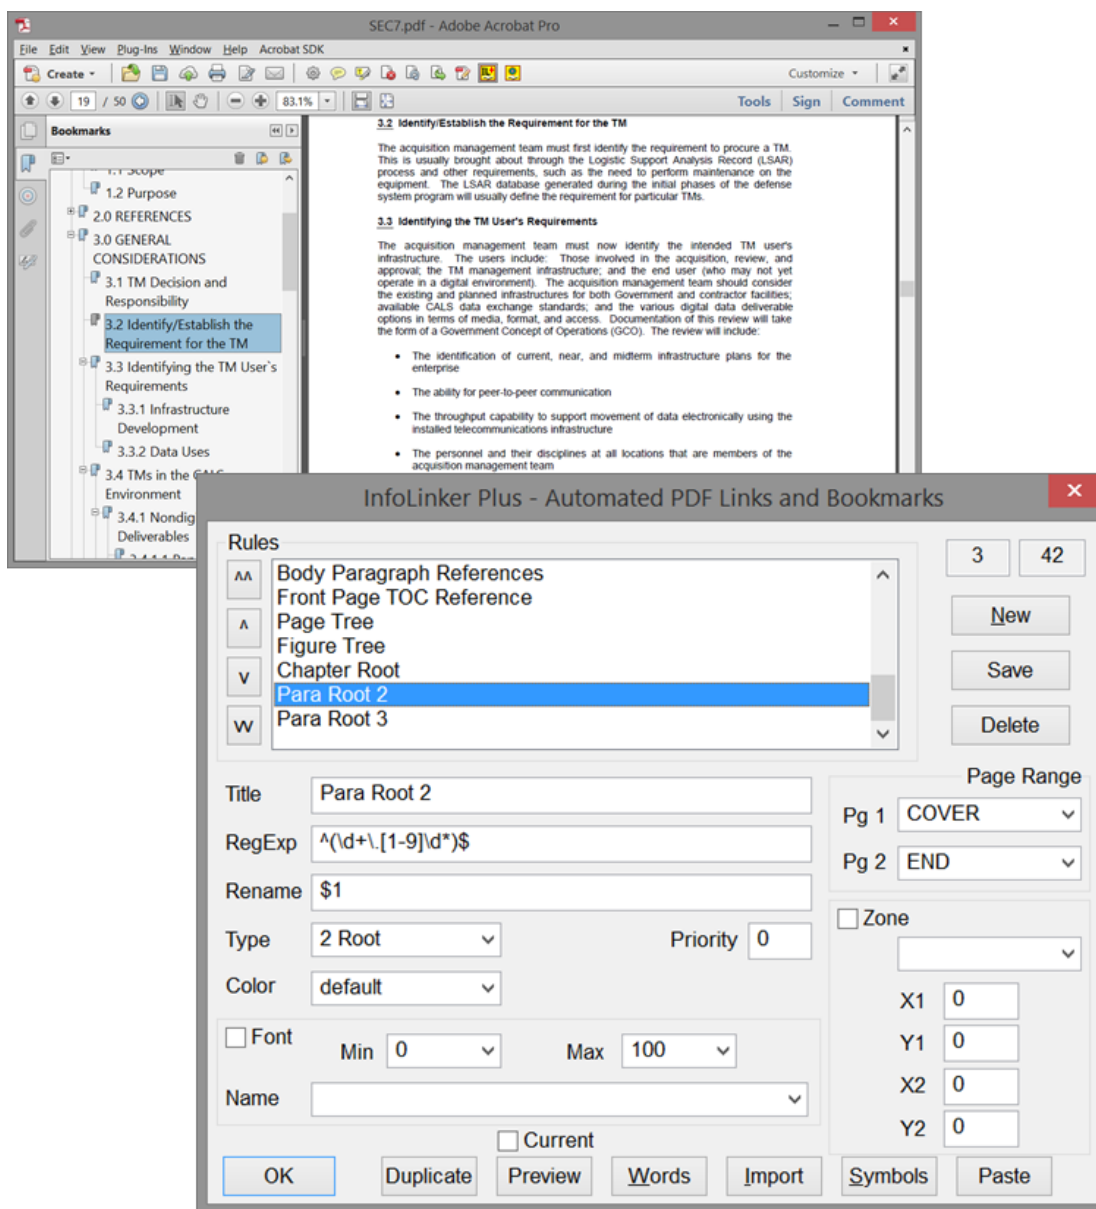 SEC7.pdf - Adobe Acrobat Pro
File Edit View Plug-Ins Window Help Acrobat SDK
Create
Customize
19 / 50
83.1%
Tools Sign Comment
Bookmarks
1.1 Scope
1.2 Purpose
2.0 REFERENCES
3.0 GENERAL
CONSIDERATIONS
3.1 TM Decision and
Responsibility
3.2 Identify/Establish the
Requirement for the TM
3.3 Identifying the TM User`s
Requirements
3.3.1 Infrastructure
Development
3.3.2 Data Uses
3.4 TMs in the CALS
Environment
3.4.1 Nondig
Deliverables
3.2 Identify/Establish the Requirement for the TM
The acquisition management team must first identify the requirement to procure a TM.
This is usually brought about through the Logistic Support Analysis Record (LSAR)
process and other requirements, such as the need to perform maintenance on the
equipment. The LSAR database generated during the initial phases of the defense
system program will usually define the requirement for particular TMs.
3.3 Identifying the TM User's Requirements
The acquisition management team must now identify the intended TM user's
infrastructure. The users include: Those involved in the acquisition, review, and
approval; the TM management infrastructure; and the end user (who may not yet
operate in a digital environment). The acquisition management team should consider
the existing and planned infrastructures for both Government and contractor facilities;
available CALS data exchange standards; and the various digital data deliverable
options in terms of media, format, and access. Documentation of this review will take
the form of a Government Concept of Operations (GCO). The review will include:
• The identification of current, near, and midterm infrastructure plans for the
enterprise
• The ability for peer-to-peer communication
• The throughput capability to support movement of data electronically using the
installed telecommunications infrastructure
• The personnel and their disciplines at all locations that are members of the
acquisition management team
InfoLinker Plus - Automated PDF Links and Bookmarks
Rules
^^
^
v
vv
Body Paragraph References
Front Page TOC Reference
Page Tree
Figure Tree
Chapter Root
Para Root 2
Para Root 3
3 42
New
Save
Delete
Title Para Root 2
RegExp ^(\d+\.[1-9]\d*)$
Rename $1
Type 2 Root Priority 0
Color default
Page Range
Pg 1 COVER
Pg 2 END
Zone
X1 0
Y1 0
X2 0
Y2 0
Font Min 0 Max 100
Name
Current
OK Duplicate Preview Words Import Symbols Paste